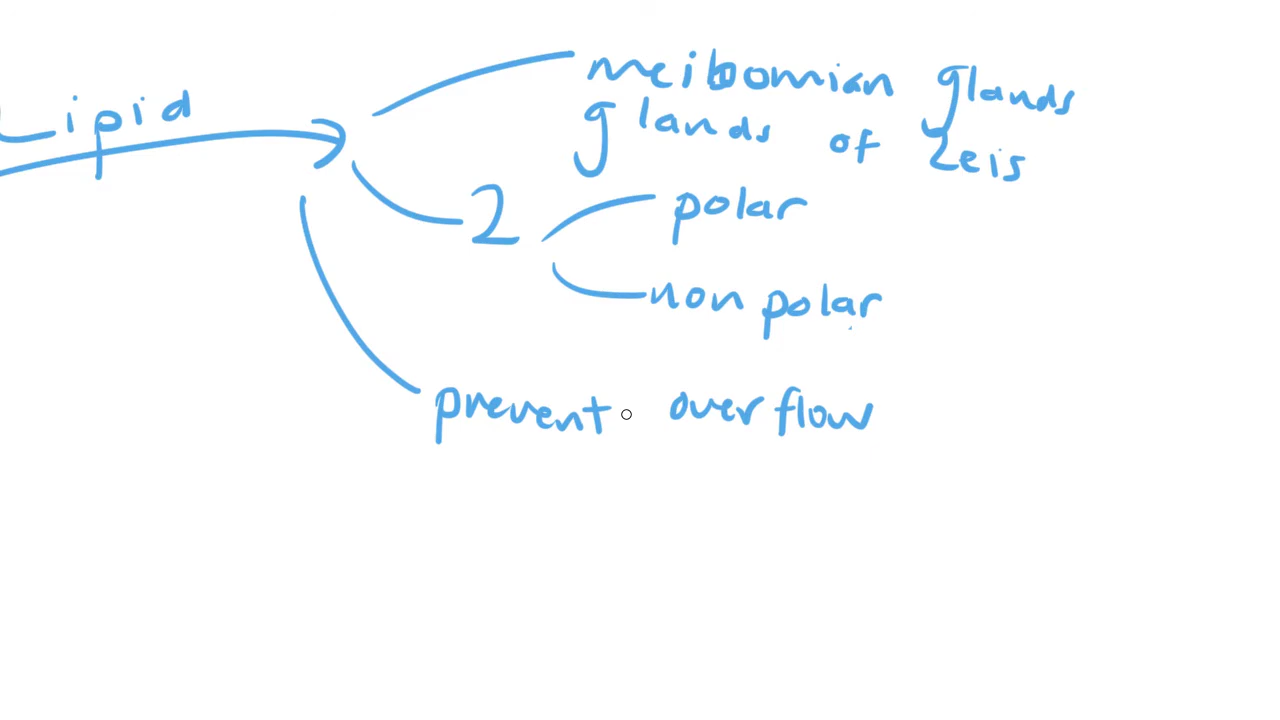 Lipid
meibomian glands
glands of Zeis
2
polar
non polar
prevent overflow